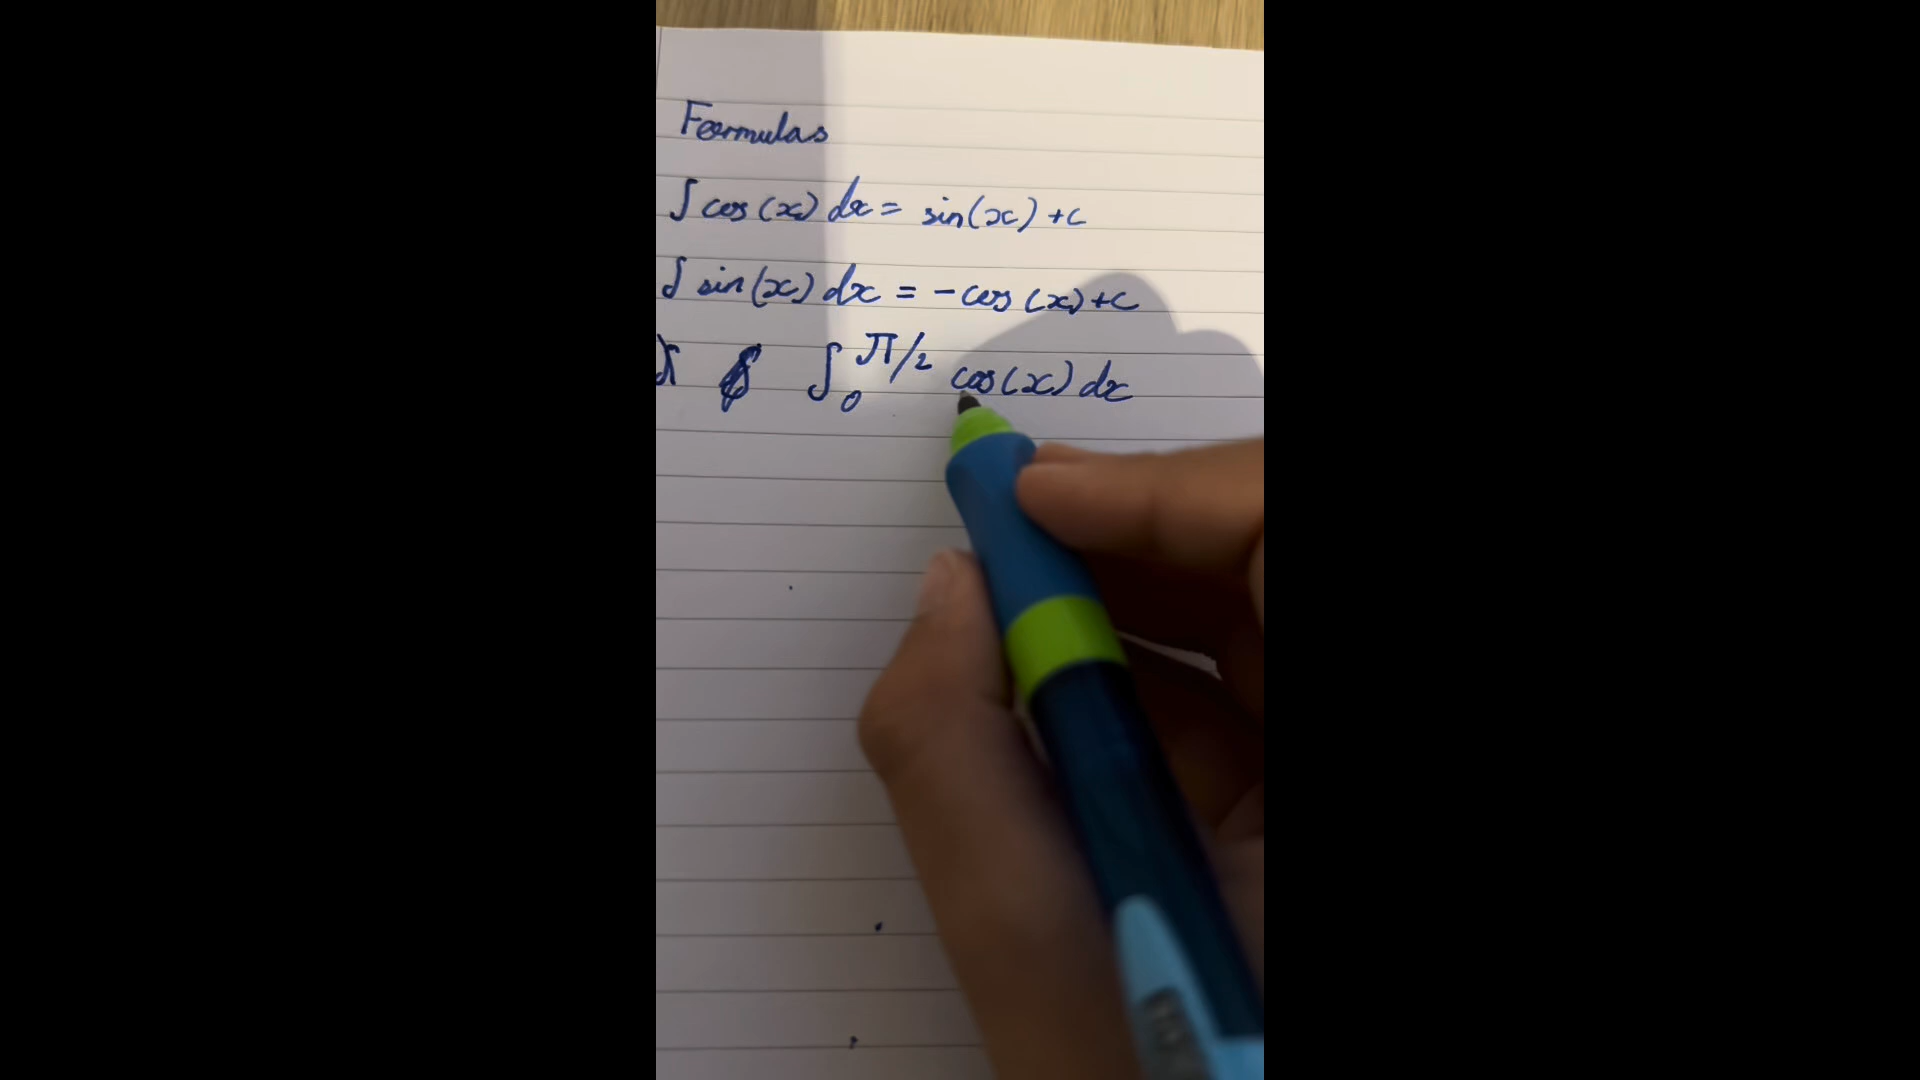 Formulas
∫ cos(x) dx = sin(x) + c
∫ sin(x) dx = -cos(x) + c
∫₀^π/2 cos(x) dx